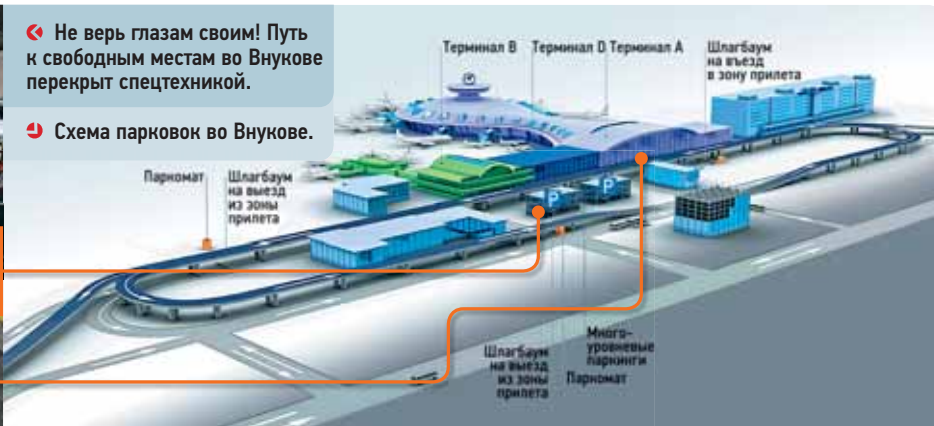 Не верь глазам своим! Путь
к свободным местам во Внукове
перекрыт спецтехникой.
Схема парковок во Внукове.
Терминал B
Терминал D
Терминал A
Шлагбаум
на въезд
в зону прилета
Паркомат
Шлагбаум
на выезд
из зоны
прилета
P
P
Шлагбаум
на выезд
из зоны
прилета
Паркомат
Много-
уровневые
паркинги